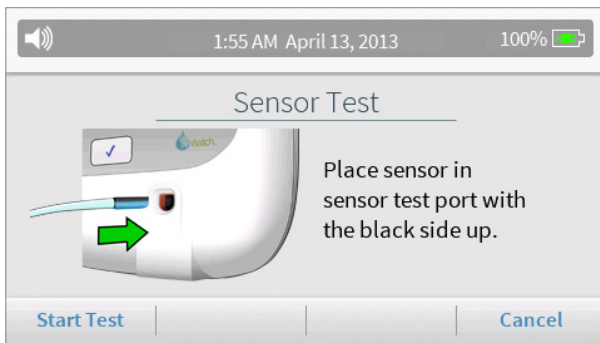 1:55 AM April 13, 2013 100%
Sensor Test
Place sensor in
sensor test port with
the black side up.
Start Test Cancel